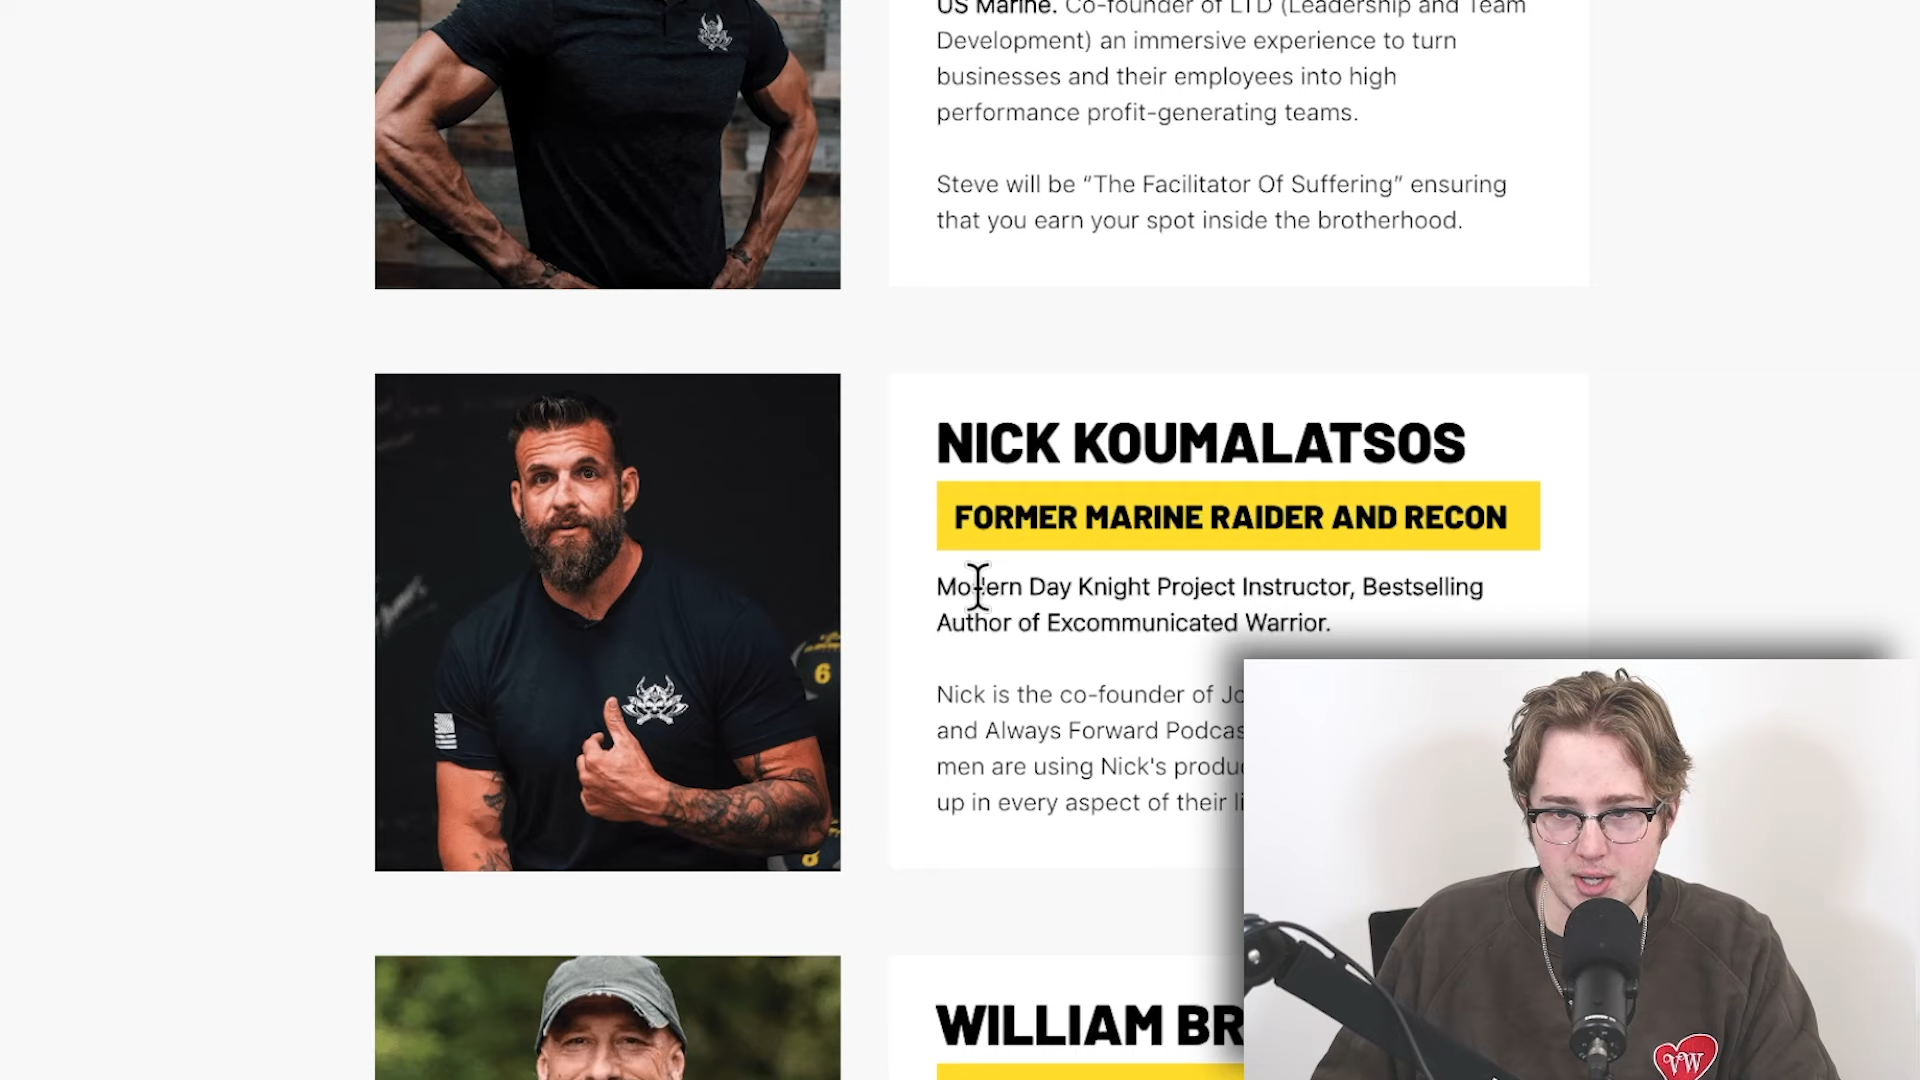 US Marine. Co-founder of LTD (Leadership and Team
Development) an immersive experience to turn
businesses and their employees into high
performance profit-generating teams.
Steve will be “The Facilitator Of Suffering” ensuring
that you earn your spot inside the brotherhood.
NICK KOUMALATSOS
FORMER MARINE RAIDER AND RECON
Modern Day Knight Project Instructor, Bestselling
Author of Excommunicated Warrior.
Nick is the co-founder of
and Always Forward
men are using Nick's
up in every aspect of their
WILLIAM
6
8
VW